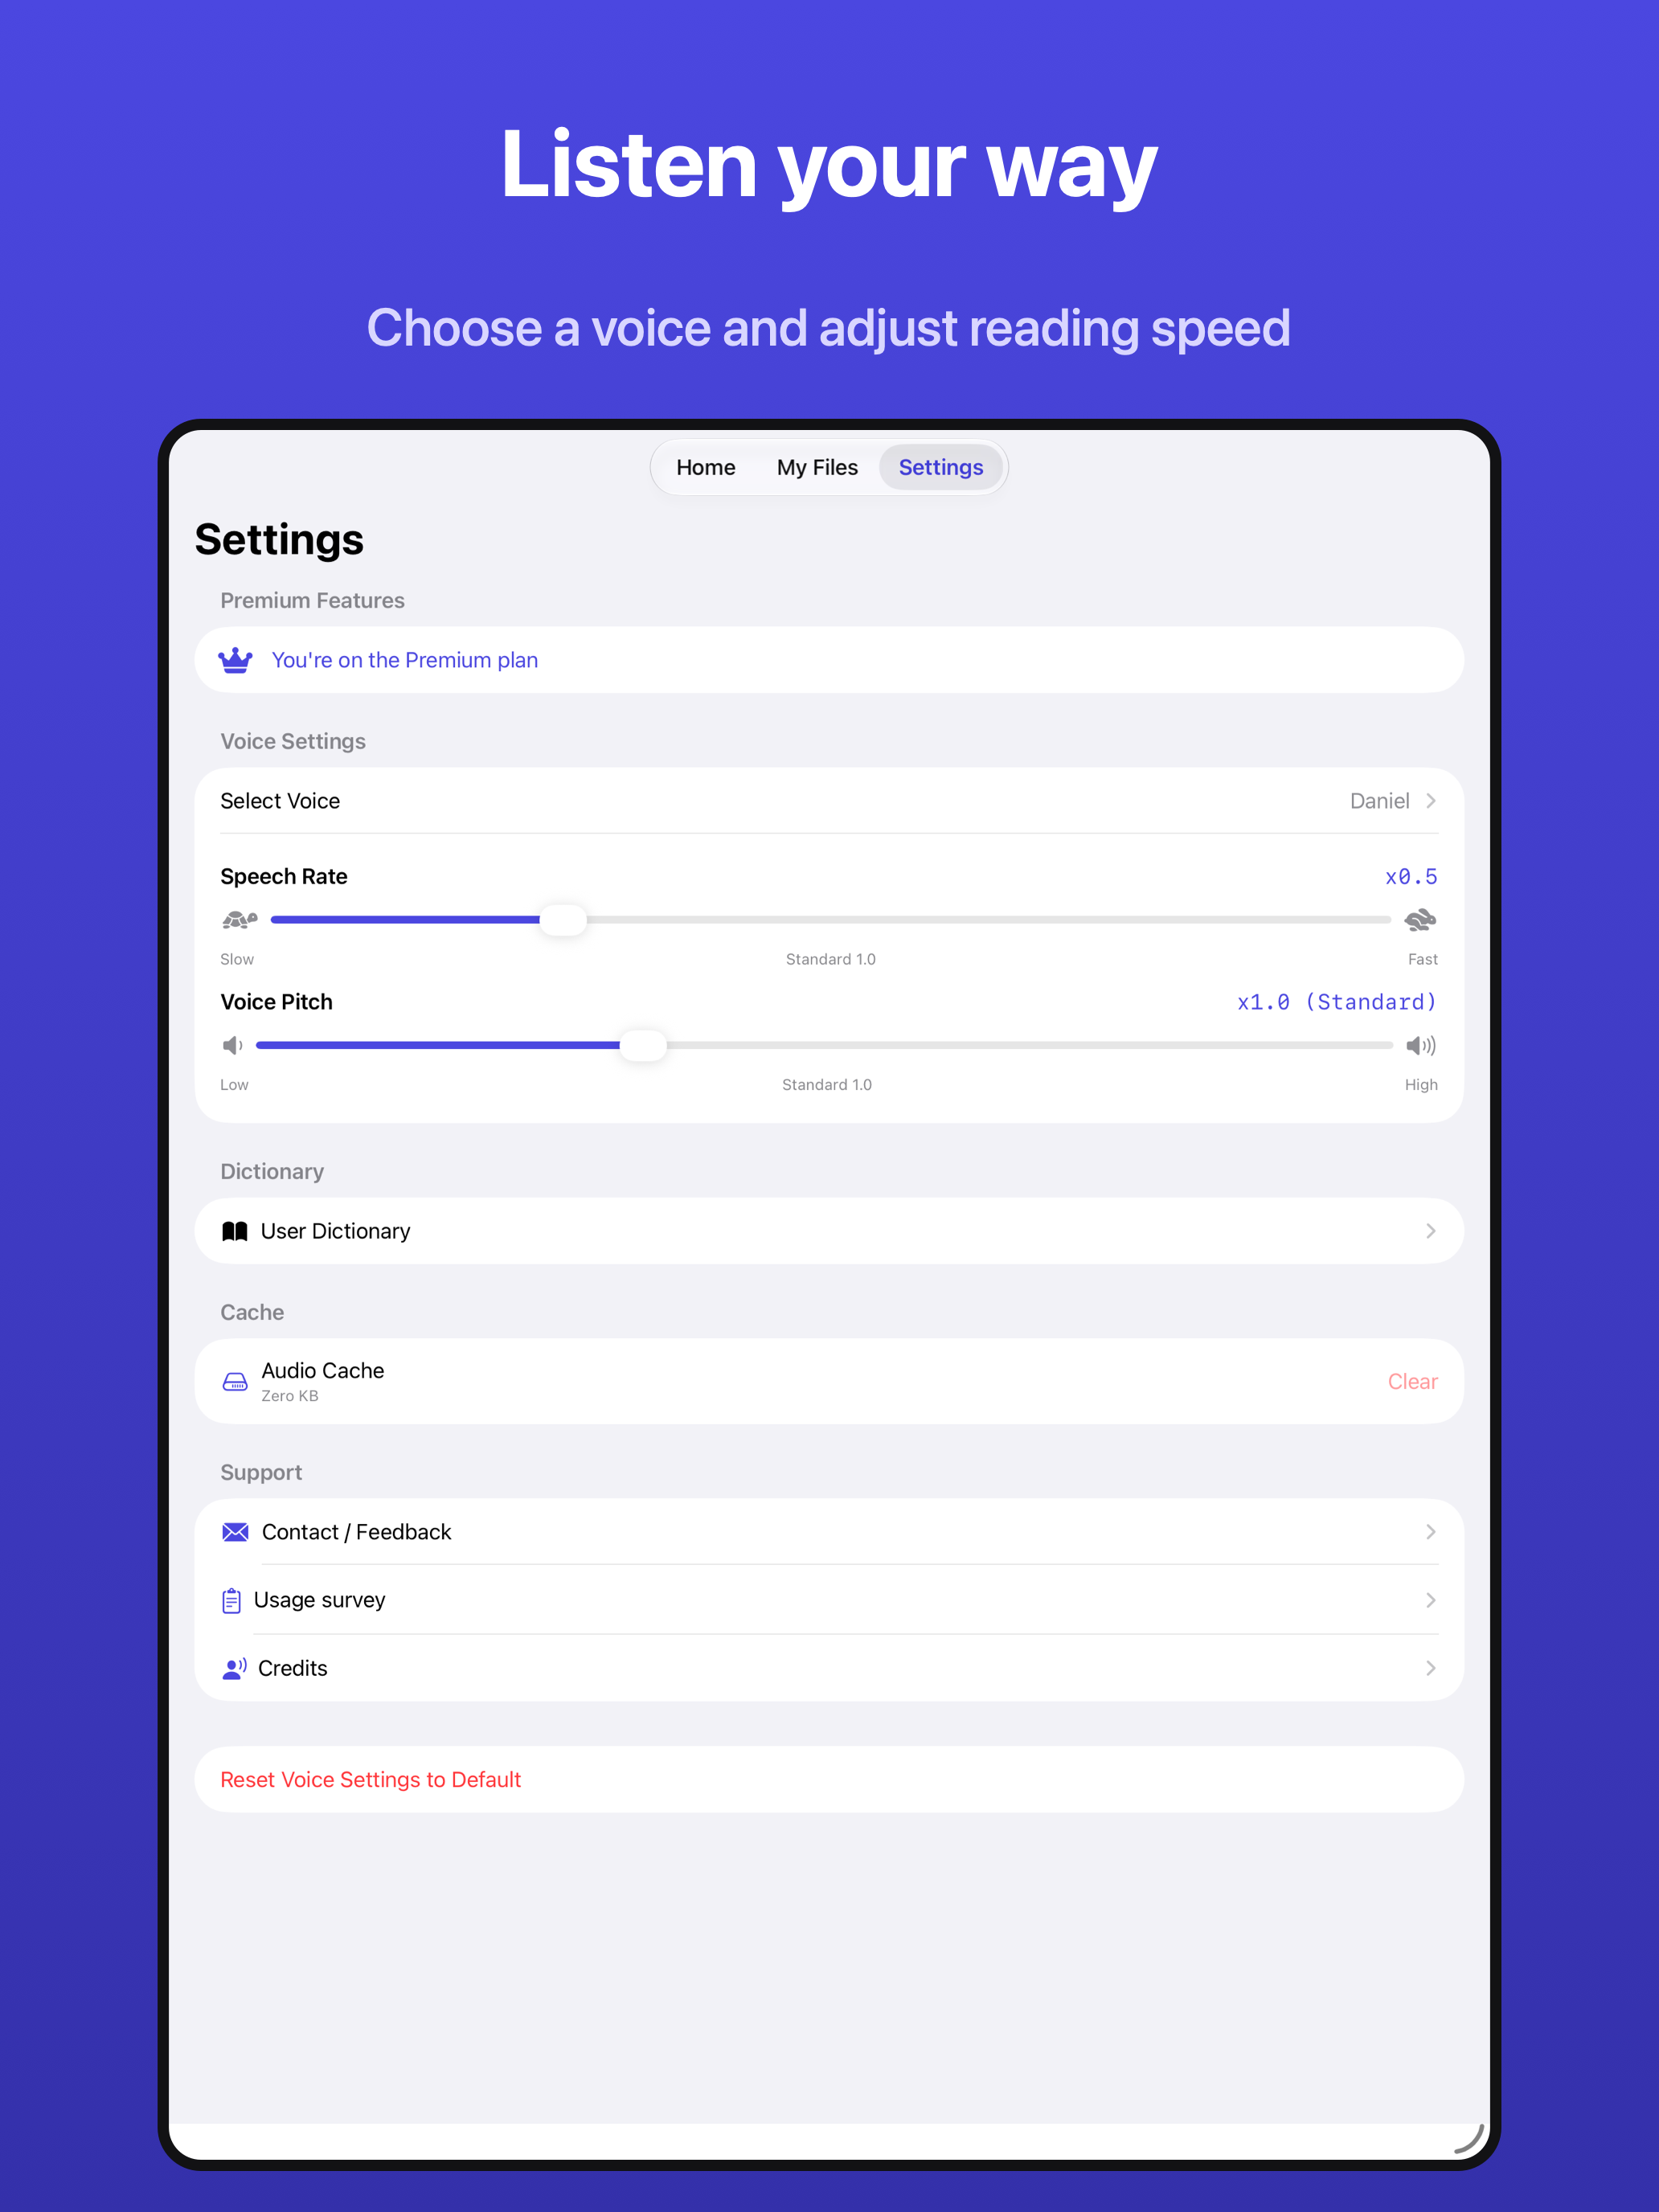 Listen your way
Choose a voice and adjust reading speed
Home My Files Settings
Settings
Premium Features
You're on the Premium plan
Voice Settings
Select Voice Daniel
Speech Rate x0.5
Slow Standard 1.0 Fast
Voice Pitch x1.0 (Standard)
Low Standard 1.0 High
Dictionary
User Dictionary
Cache
Audio Cache
Zero KB
Clear
Support
Contact / Feedback
Usage survey
Credits
Reset Voice Settings to Default